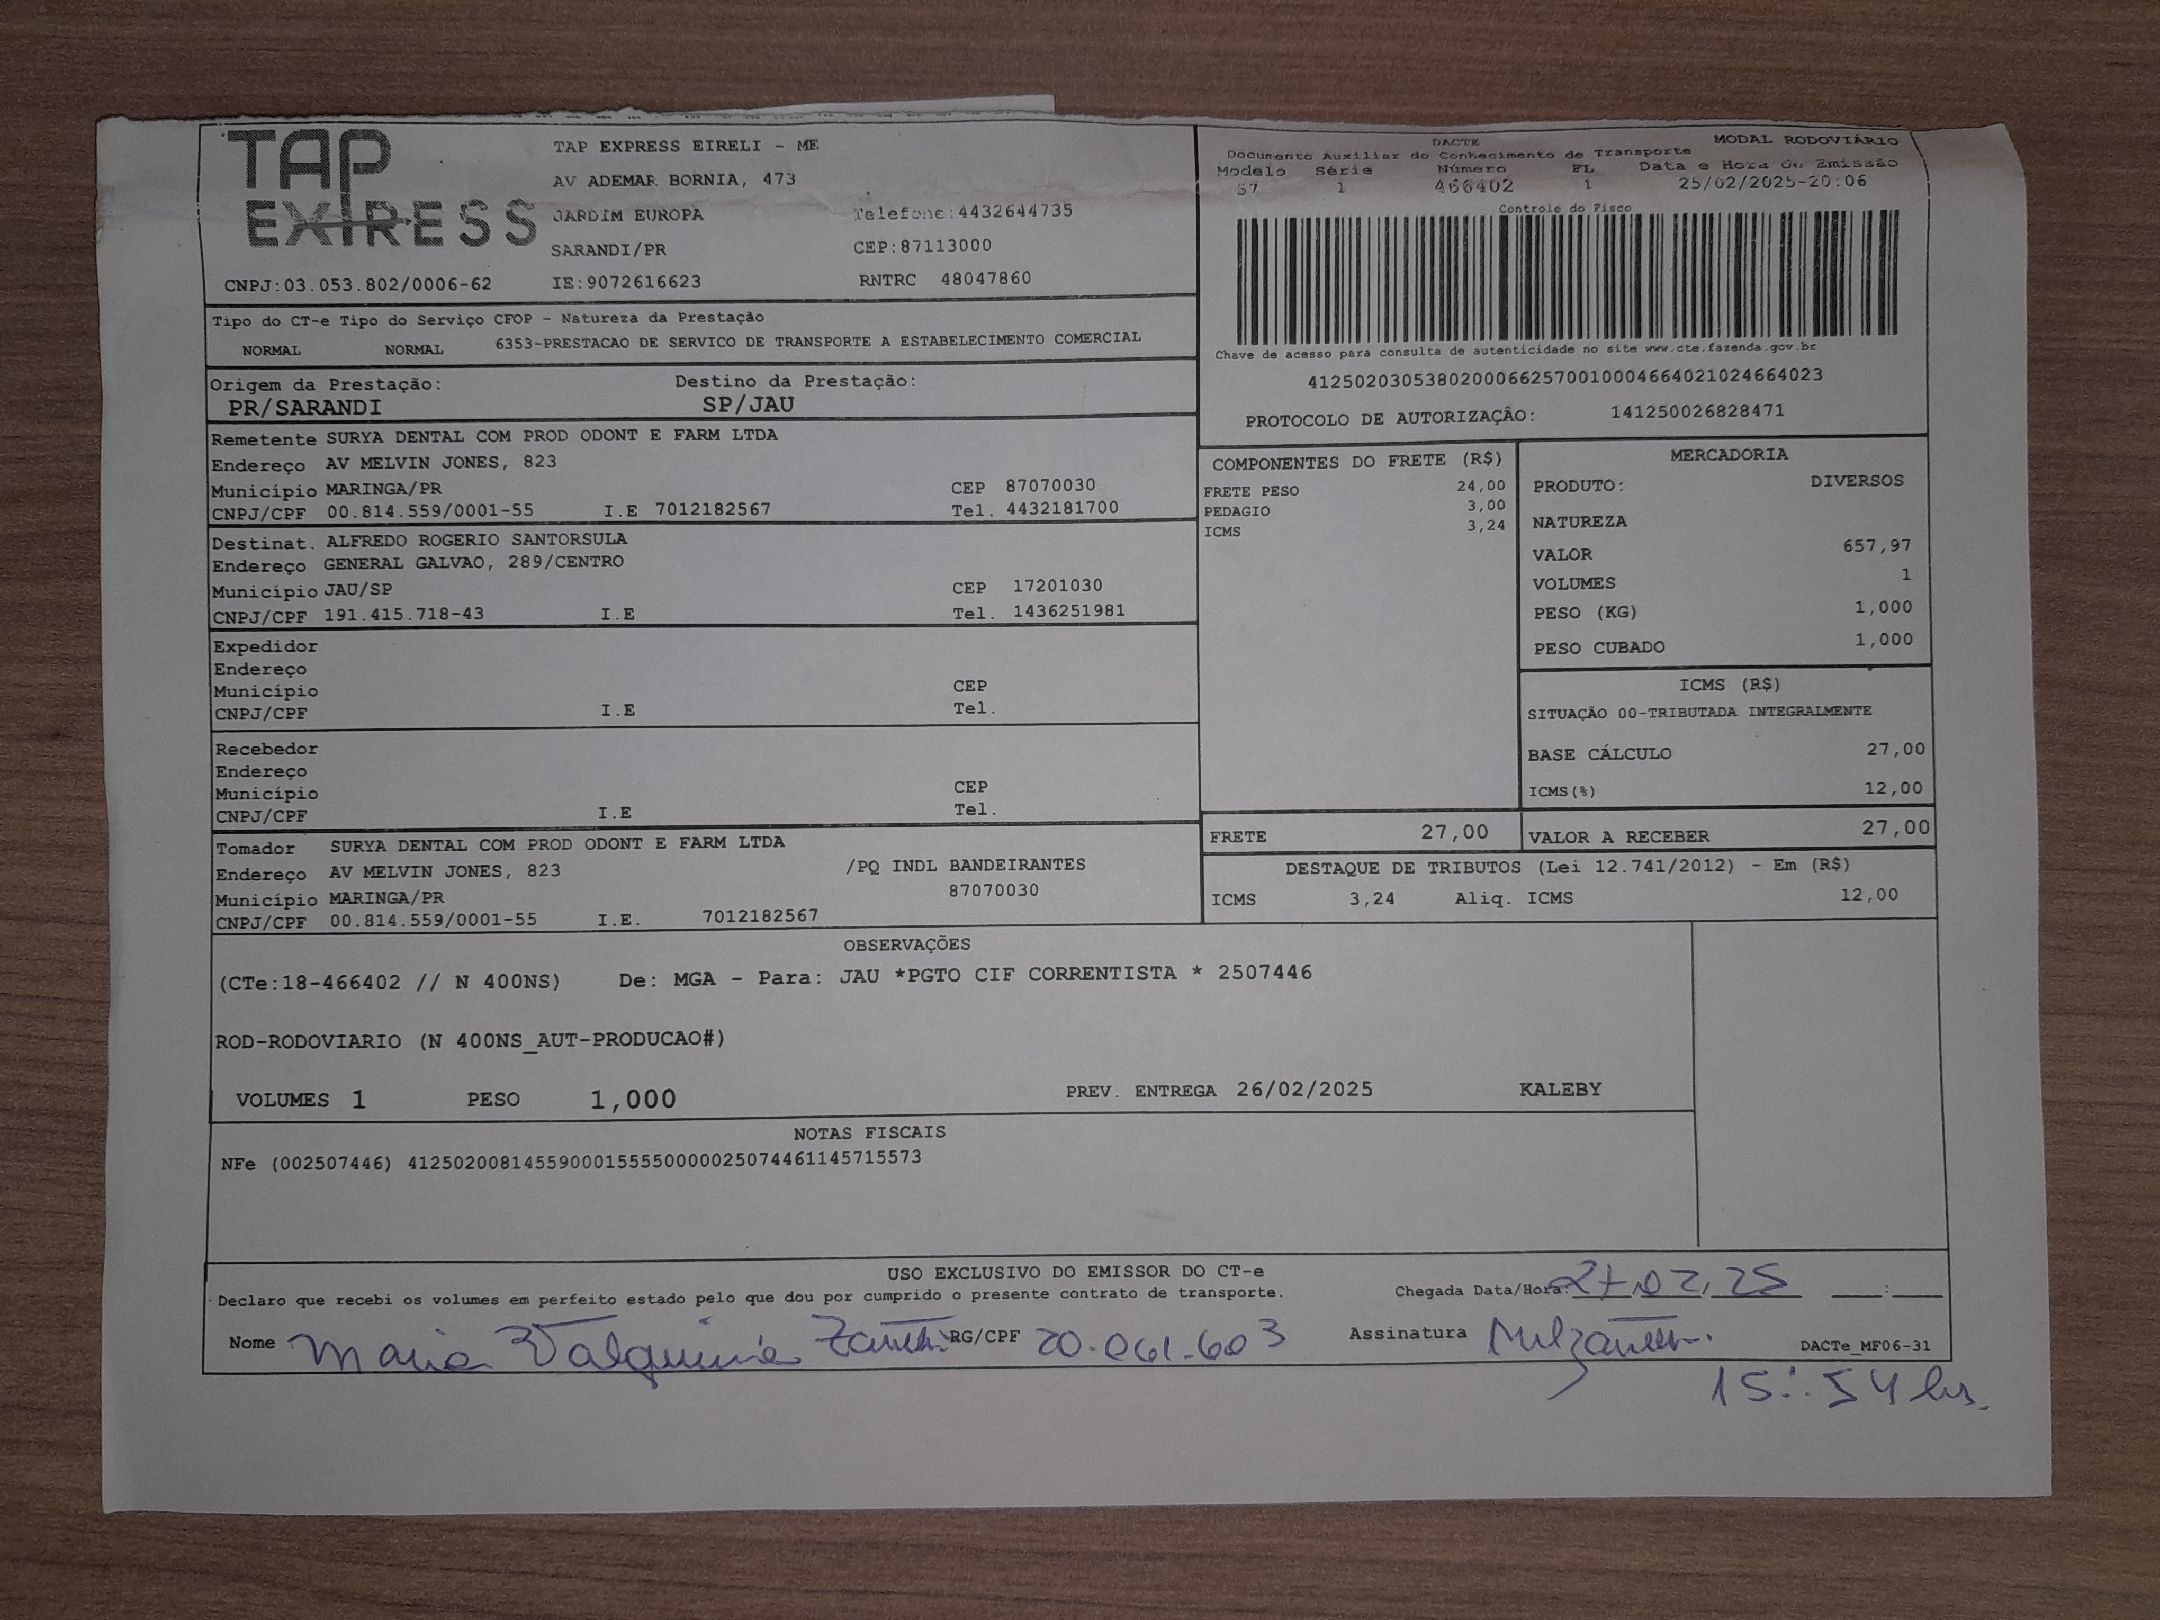 TAP EXPRESS
TAP EXPRESS EIRELI - ME
AV ADEMAR BORNIA, 473
JARDIM EUROPA Telefone:4432644735
SARANDI/PR CEP:87113000
CNPJ:03.053.802/0006-62 IE:9072616623 RNTRC 48047860
DACTE MODAL RODOVIÁRIO
Documento Auxiliar do Conhecimento de Transporte
Modelo Série Número FL Data e Hora de Emissão
57 1 466402 1 25/02/2025-20:06
Controle do Fisco
Chave de acesso para consulta de autenticidade no site www.cte.fazenda.gov.br
41250203053802000662570010004664021024664023
PROTOCOLO DE AUTORIZAÇÃO: 141250026828471
Tipo do CT-e Tipo do Serviço CFOP - Natureza da Prestação
NORMAL NORMAL 6353-PRESTACAO DE SERVICO DE TRANSPORTE A ESTABELECIMENTO COMERCIAL
Origem da Prestação: Destino da Prestação:
PR/SARANDI SP/JAU
Remetente SURYA DENTAL COM PROD ODONT E FARM LTDA
Endereço AV MELVIN JONES, 823
Município MARINGA/PR CEP 87070030
CNPJ/CPF 00.814.559/0001-55 I.E 7012182567 Tel. 4432181700
Destinat. ALFREDO ROGERIO SANTORSULA
Endereço GENERAL GALVAO, 289/CENTRO
Município JAU/SP CEP 17201030
CNPJ/CPF 191.415.718-43 I.E Tel. 1436251981
Expedidor
Endereço
Município CEP
CNPJ/CPF I.E Tel.
Recebedor
Endereço
Município CEP
CNPJ/CPF I.E Tel.
Tomador SURYA DENTAL COM PROD ODONT E FARM LTDA
Endereço AV MELVIN JONES, 823 /PQ INDL BANDEIRANTES
Município MARINGA/PR 87070030
CNPJ/CPF 00.814.559/0001-55 I.E. 7012182567
COMPONENTES DO FRETE (R$)
FRETE PESO 24,00
PEDAGIO 3,00
ICMS 3,24
MERCADORIA
PRODUTO: DIVERSOS
NATUREZA
VALOR 657,97
VOLUMES 1
PESO (KG) 1,000
PESO CUBADO 1,000
ICMS (R$)
SITUAÇÃO 00-TRIBUTADA INTEGRALMENTE
BASE CÁLCULO 27,00
ICMS(%) 12,00
FRETE 27,00 VALOR A RECEBER 27,00
DESTAQUE DE TRIBUTOS (Lei 12.741/2012) - Em (R$)
ICMS 3,24 Aliq. ICMS 12,00
OBSERVAÇÕES
(CTe:18-466402 // N 400NS) De: MGA - Para: JAU *PGTO CIF CORRENTISTA * 2507446
ROD-RODOVIARIO (N 400NS_AUT-PRODUCAO#)
VOLUMES 1 PESO 1,000 PREV. ENTREGA 26/02/2025 KALEBY
NOTAS FISCAIS
NFe (002507446) 41250200814559000155550000025074461145715573
USO EXCLUSIVO DO EMISSOR DO CT-e
Declaro que recebi os volumes em perfeito estado pelo que dou por cumprido o presente contrato de transporte. Chegada Data/Hora: 27.02.25 __:__
Nome Maria Valquiria RG/CPF 20.061.603 Assinatura DACTe_MF06-31
15:54 hs.